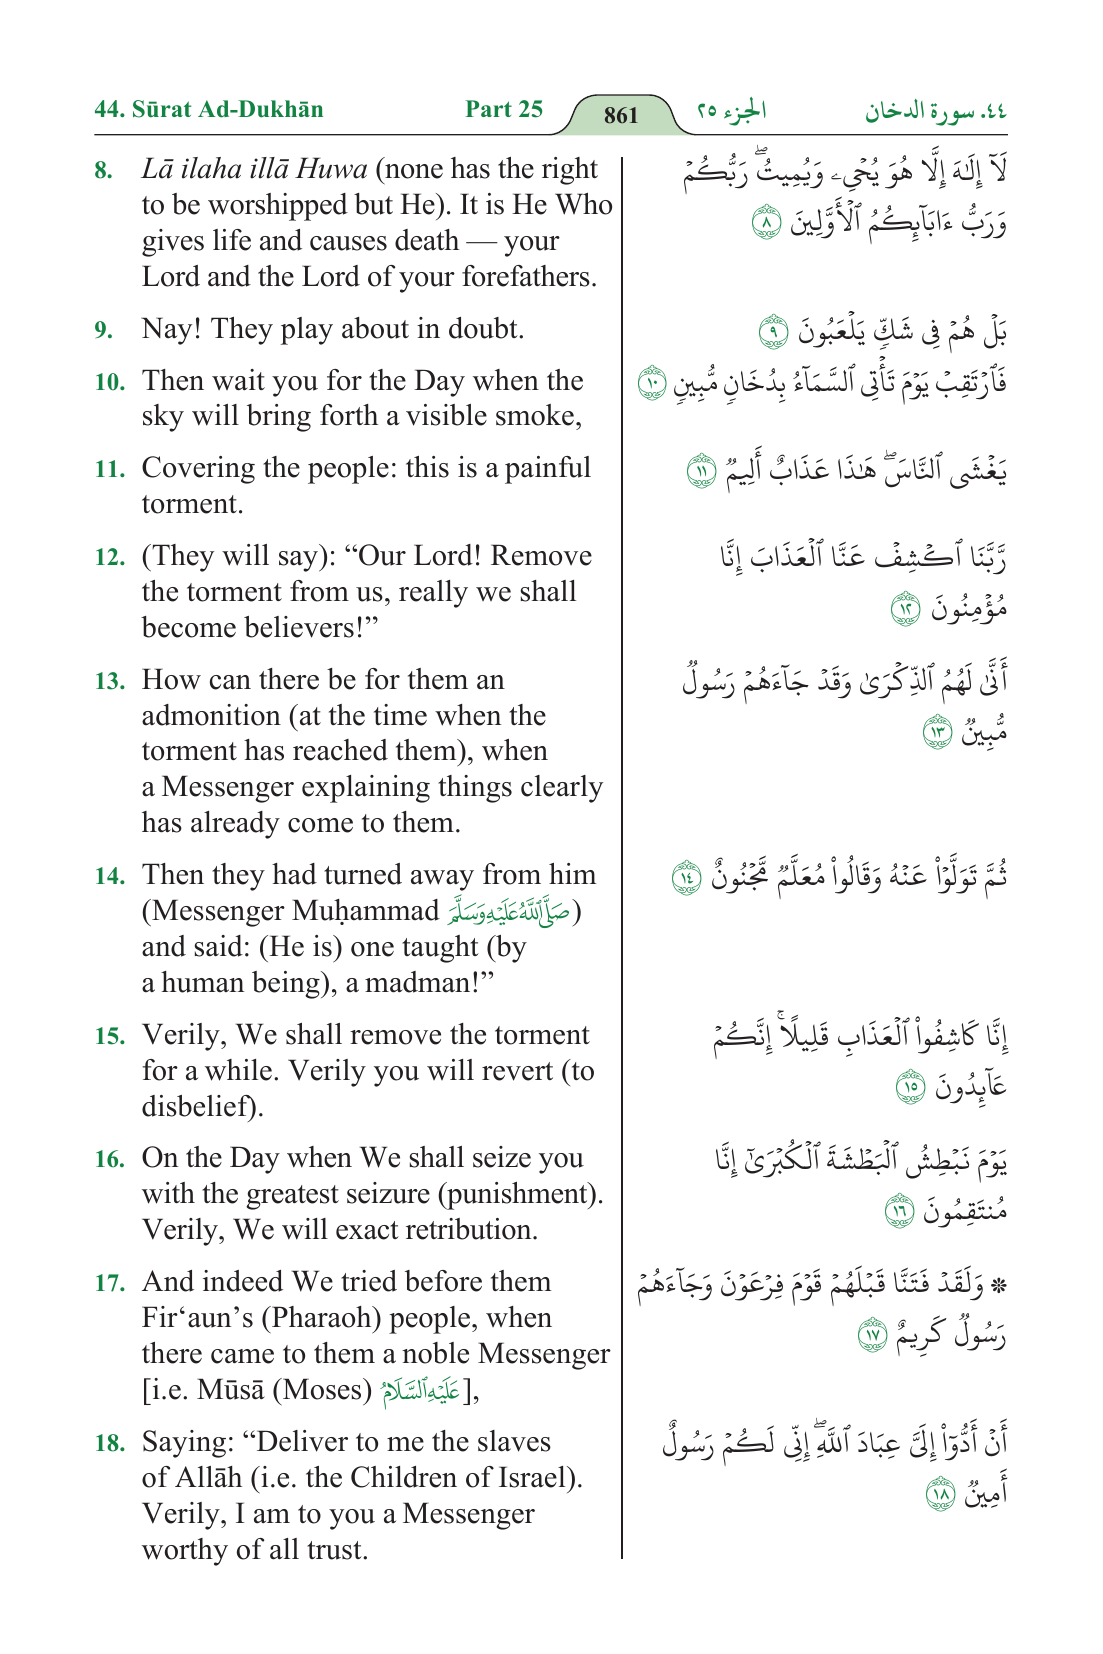 44. Sūrat Ad-Dukhān Part 25 861 الجزء ٢٥ ٤٤. سورة الدخان
8. Lā ilaha illā Huwa (none has the right
to be worshipped but He). It is He Who
gives life and causes death — your
Lord and the Lord of your forefathers.
لَآ إِلَـٰهَ إِلَّا هُوَ يُحْىِۦ وَيُمِيتُ ۖ رَبُّكُمْ
وَرَبُّ ءَابَآئِكُمُ ٱلْأَوَّلِينَ ٨
9. Nay! They play about in doubt.
بَلْ هُمْ فِى شَكٍّ يَلْعَبُونَ ٩
10. Then wait you for the Day when the
sky will bring forth a visible smoke,
فَٱرْتَقِبْ يَوْمَ تَأْتِى ٱلسَّمَآءُ بِدُخَانٍ مُّبِينٍ ١٠
11. Covering the people: this is a painful
torment.
يَغْشَى ٱلنَّاسَ ۖ هَـٰذَا عَذَابٌ أَلِيمٌ ١١
12. (They will say): “Our Lord! Remove
the torment from us, really we shall
become believers!”
رَّبَّنَا ٱكْشِفْ عَنَّا ٱلْعَذَابَ إِنَّا
مُؤْمِنُونَ ١٢
13. How can there be for them an
admonition (at the time when the
torment has reached them), when
a Messenger explaining things clearly
has already come to them.
أَنَّىٰ لَهُمُ ٱلذِّكْرَىٰ وَقَدْ جَآءَهُمْ رَسُولٌ
مُّبِينٌ ١٣
14. Then they had turned away from him
(Messenger Muḥammad صَلَّى ٱللَّهُ عَلَيْهِ وَسَلَّمَ)
and said: (He is) one taught (by
a human being), a madman!”
ثُمَّ تَوَلَّوْا۟ عَنْهُ وَقَالُوا۟ مُعَلَّمٌ مَّجْنُونٌ ١٤
15. Verily, We shall remove the torment
for a while. Verily you will revert (to
disbelief).
إِنَّا كَاشِفُوا۟ ٱلْعَذَابِ قَلِيلًا ۚ إِنَّكُمْ
عَآئِدُونَ ١٥
16. On the Day when We shall seize you
with the greatest seizure (punishment).
Verily, We will exact retribution.
يَوْمَ نَبْطِشُ ٱلْبَطْشَةَ ٱلْكُبْرَىٰٓ إِنَّا
مُنتَقِمُونَ ١٦
17. And indeed We tried before them
Fir‘aun’s (Pharaoh) people, when
there came to them a noble Messenger
[i.e. Mūsā (Moses) عَلَيْهِ ٱلسَّلَامُ],
✽ وَلَقَدْ فَتَنَّا قَبْلَهُمْ قَوْمَ فِرْعَوْنَ وَجَآءَهُمْ
رَسُولٌ كَرِيمٌ ١٧
18. Saying: “Deliver to me the slaves
of Allāh (i.e. the Children of Israel).
Verily, I am to you a Messenger
worthy of all trust.
أَنْ أَدُّوٓا۟ إِلَىَّ عِبَادَ ٱللَّهِ ۖ إِنِّى لَكُمْ رَسُولٌ
أَمِينٌ ١٨